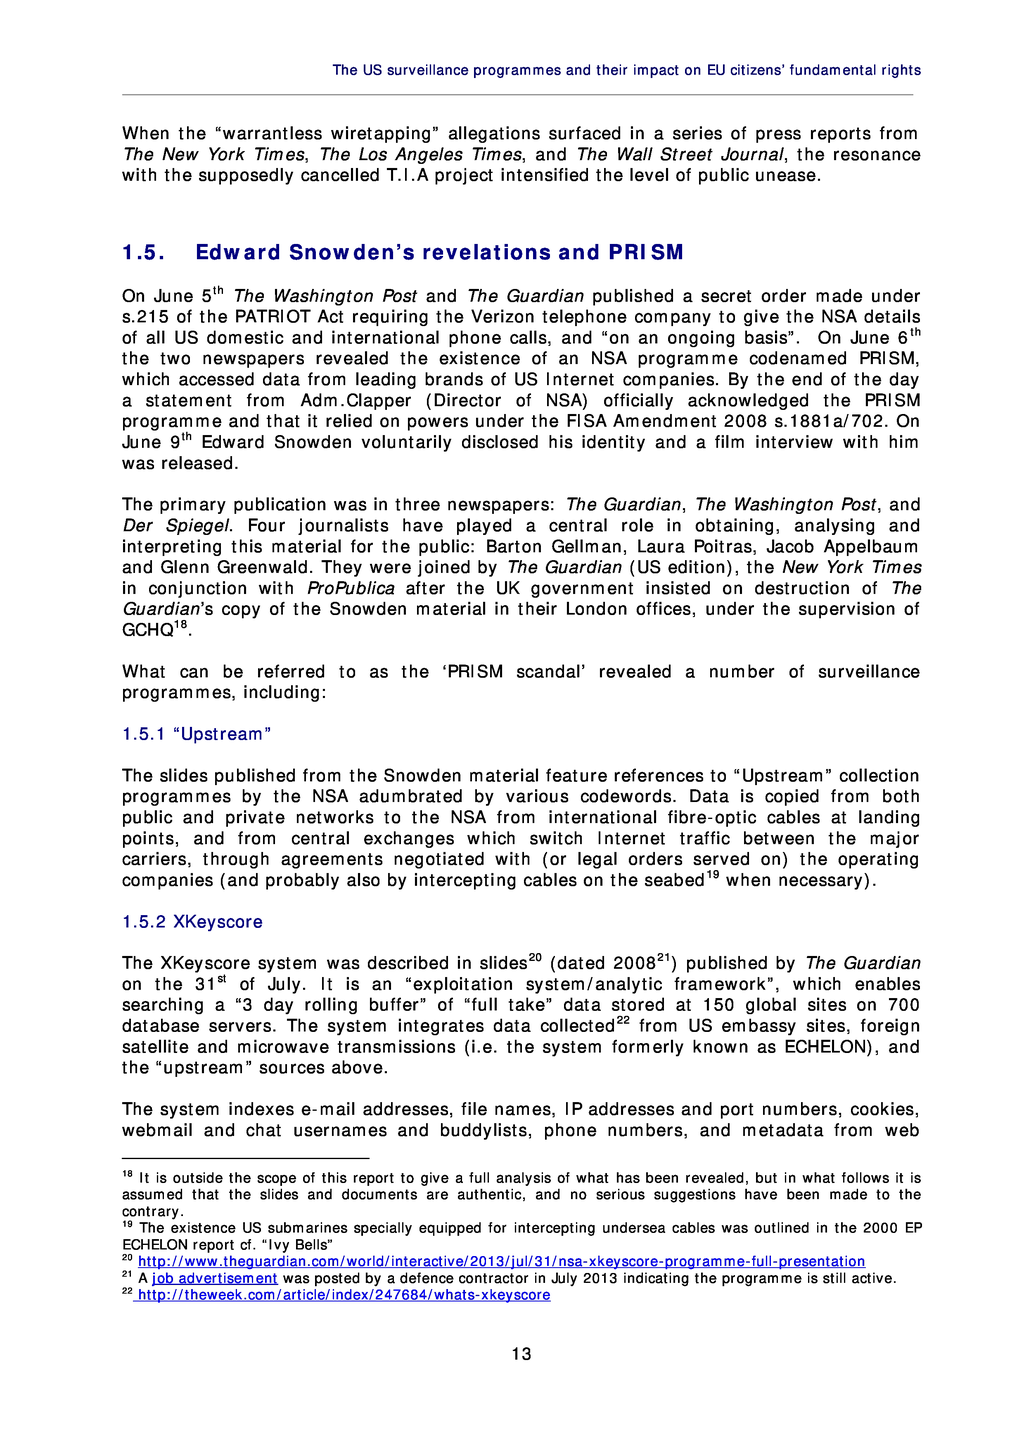 The US surveillance programmes and their impact on EU citizens’ fundamental rights
When the “warrantless wiretapping” allegations surfaced in a series of press reports from
The New York Times, The Los Angeles Times, and The Wall Street Journal, the resonance
with the supposedly cancelled T.I.A project intensified the level of public unease.
1.5. Edward Snowden’s revelations and PRISM
On June 5th The Washington Post and The Guardian published a secret order made under
s.215 of the PATRIOT Act requiring the Verizon telephone company to give the NSA details
of all US domestic and international phone calls, and “on an ongoing basis”. On June 6th
the two newspapers revealed the existence of an NSA programme codenamed PRISM,
which accessed data from leading brands of US Internet companies. By the end of the day
a statement from Adm.Clapper (Director of NSA) officially acknowledged the PRISM
programme and that it relied on powers under the FISA Amendment 2008 s.1881a/702. On
June 9th Edward Snowden voluntarily disclosed his identity and a film interview with him
was released.
The primary publication was in three newspapers: The Guardian, The Washington Post, and
Der Spiegel. Four journalists have played a central role in obtaining, analysing and
interpreting this material for the public: Barton Gellman, Laura Poitras, Jacob Appelbaum
and Glenn Greenwald. They were joined by The Guardian (US edition), the New York Times
in conjunction with ProPublica after the UK government insisted on destruction of The
Guardian’s copy of the Snowden material in their London offices, under the supervision of
GCHQ18.
What can be referred to as the ‘PRISM scandal’ revealed a number of surveillance
programmes, including:
1.5.1 “Upstream”
The slides published from the Snowden material feature references to “Upstream” collection
programmes by the NSA adumbrated by various codewords. Data is copied from both
public and private networks to the NSA from international fibre-optic cables at landing
points, and from central exchanges which switch Internet traffic between the major
carriers, through agreements negotiated with (or legal orders served on) the operating
companies (and probably also by intercepting cables on the seabed19 when necessary).
1.5.2 XKeyscore
The XKeyscore system was described in slides20 (dated 200821) published by The Guardian
on the 31st of July. It is an “exploitation system/analytic framework”, which enables
searching a “3 day rolling buffer” of “full take” data stored at 150 global sites on 700
database servers. The system integrates data collected22 from US embassy sites, foreign
satellite and microwave transmissions (i.e. the system formerly known as ECHELON), and
the “upstream” sources above.
The system indexes e-mail addresses, file names, IP addresses and port numbers, cookies,
webmail and chat usernames and buddylists, phone numbers, and metadata from web
18 It is outside the scope of this report to give a full analysis of what has been revealed, but in what follows it is
assumed that the slides and documents are authentic, and no serious suggestions have been made to the
contrary.
19 The existence US submarines specially equipped for intercepting undersea cables was outlined in the 2000 EP
ECHELON report cf. “Ivy Bells”
20 http://www.theguardian.com/world/interactive/2013/jul/31/nsa-xkeyscore-programme-full-presentation
21 A job advertisement was posted by a defence contractor in July 2013 indicating the programme is still active.
22 http://theweek.com/article/index/247684/whats-xkeyscore
13